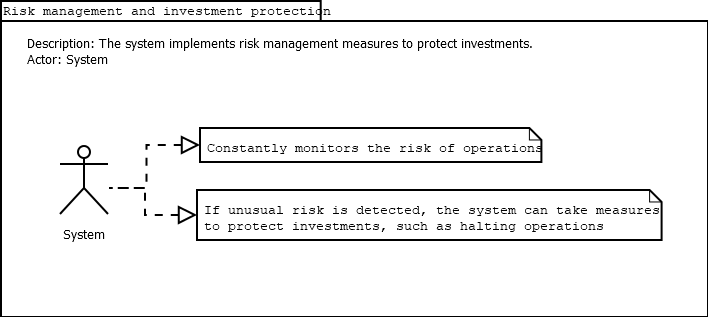 Risk management and investment protection
Description: The system implements risk management measures to protect investments.
Actor: System
Constantly monitors the risk of operations
If unusual risk is detected, the system can take measures
to protect investments, such as halting operations
System